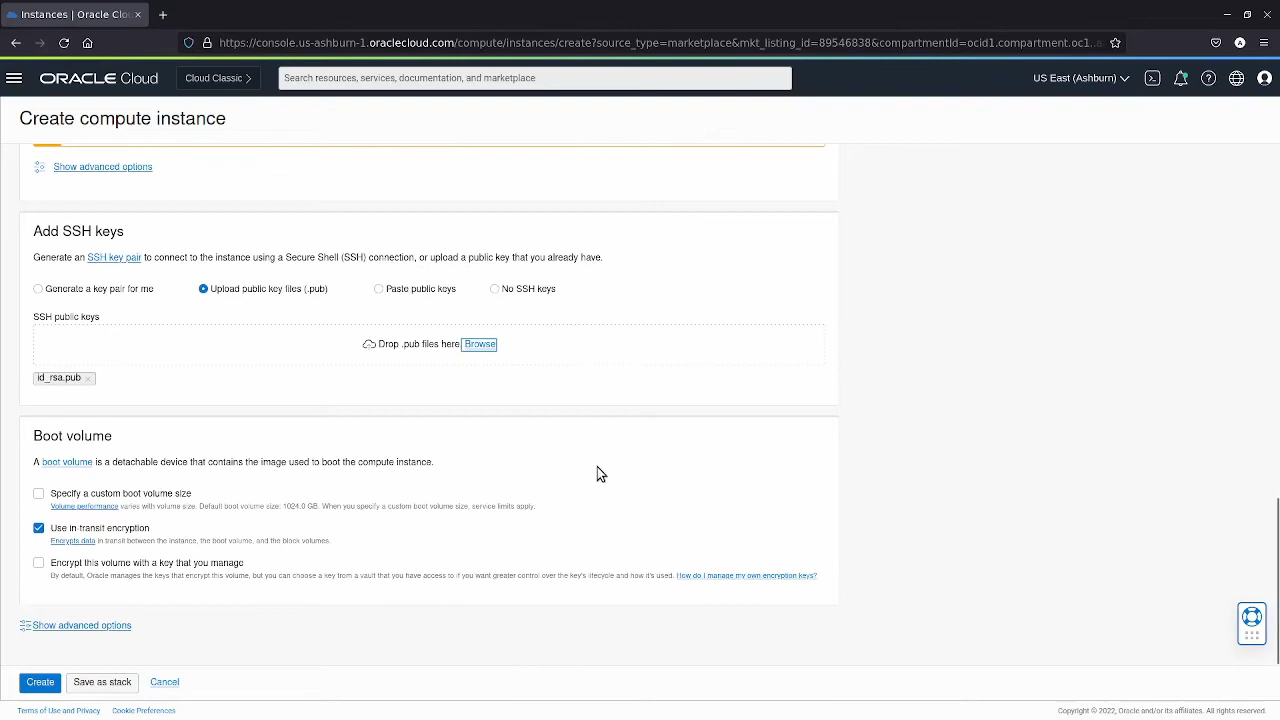 Instances | Oracle Clo
https://console.us-ashburn-1.oraclecloud.com/compute/instances/create?source_type=marketplace&mkt_listing_id=89546838&compartmentId=ocid1.compartment.oc1..a
ORACLE Cloud
Cloud Classic
Search resources, services, documentation, and marketplace
US East (Ashburn)
Create compute instance
Show advanced options
Add SSH keys
Generate an SSH key pair to connect to the instance using a Secure Shell (SSH) connection, or upload a public key that you already have.
Generate a key pair for me
Upload public key files (.pub)
Paste public keys
No SSH keys
SSH public keys
Drop .pub files here. Browse
id_rsa.pub
Boot volume
A boot volume is a detachable device that contains the image used to boot the compute instance.
Specify a custom boot volume size
Volume performance varies with volume size. Default boot volume size: 1024.0 GB. When you specify a custom boot volume size, service limits apply.
Use in-transit encryption
Encrypts data in transit between the instance, the boot volume, and the block volumes.
Encrypt this volume with a key that you manage
By default, Oracle manages the keys that encrypt this volume, but you can choose a key from a vault that you have access to if you want greater control over the key's lifecycle and how it's used. How do I manage my own encryption keys?
Show advanced options
Create
Save as stack
Cancel
Terms of Use and Privacy
Cookie Preferences
Copyright © 2022, Oracle and/or its affiliates. All rights reserved.